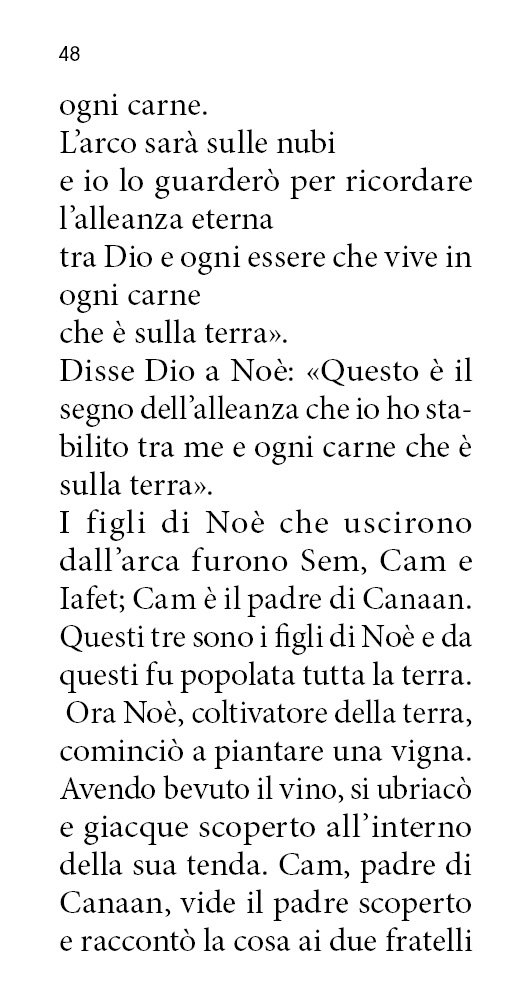 48
ogni carne.
L’arco sarà sulle nubi
e io lo guarderò per ricordare
l’alleanza eterna
tra Dio e ogni essere che vive in
ogni carne
che è sulla terra».
Disse Dio a Noè: «Questo è il
segno dell’alleanza che io ho sta-
bilito tra me e ogni carne che è
sulla terra».
I figli di Noè che uscirono
dall’arca furono Sem, Cam e
Iafet; Cam è il padre di Canaan.
Questi tre sono i figli di Noè e da
questi fu popolata tutta la terra.
Ora Noè, coltivatore della terra,
cominciò a piantare una vigna.
Avendo bevuto il vino, si ubriacò
e giacque scoperto all’interno
della sua tenda. Cam, padre di
Canaan, vide il padre scoperto
e raccontò la cosa ai due fratelli